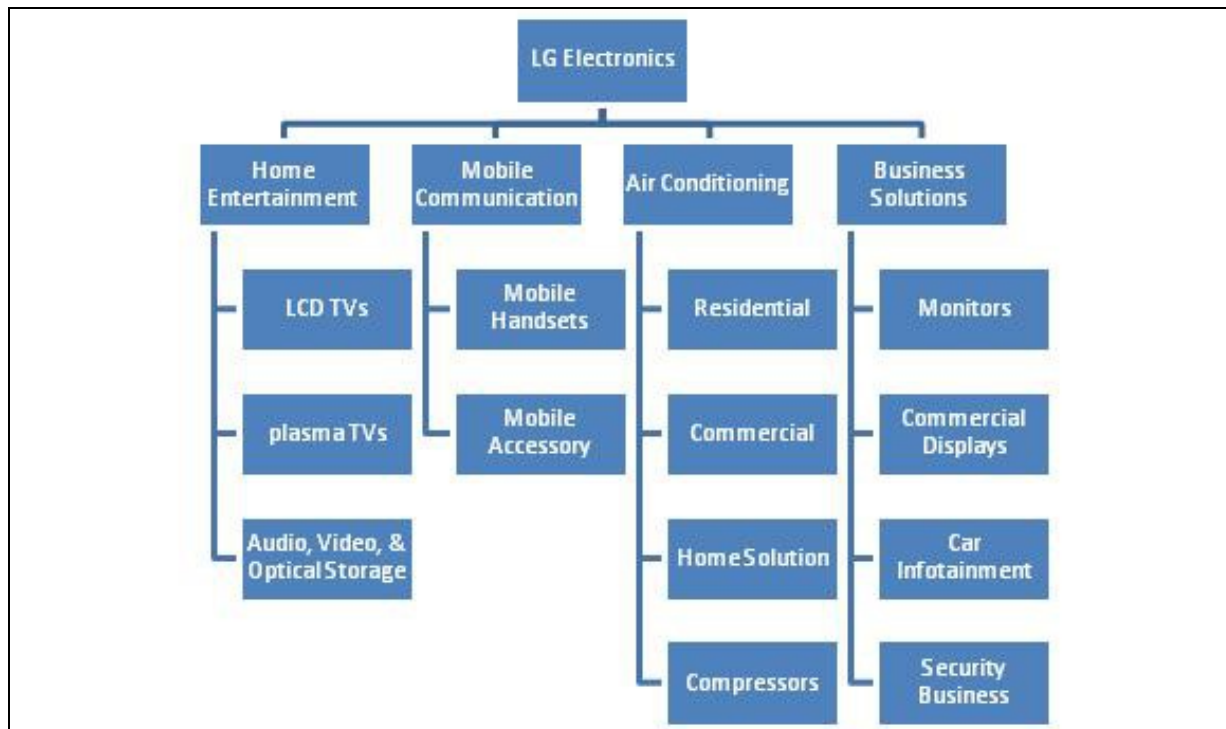 LG Electronics
Home
Entertainment
Mobile
Communication
Air Conditioning
Business
Solutions
LCD TVs
Mobile
Handsets
Residential
Monitors
plasma TVs
Mobile
Accessory
Commercial
Commercial
Displays
Audio, Video, &
Optical Storage
Home Solution
Car
Infotainment
Compressors
Security
Business